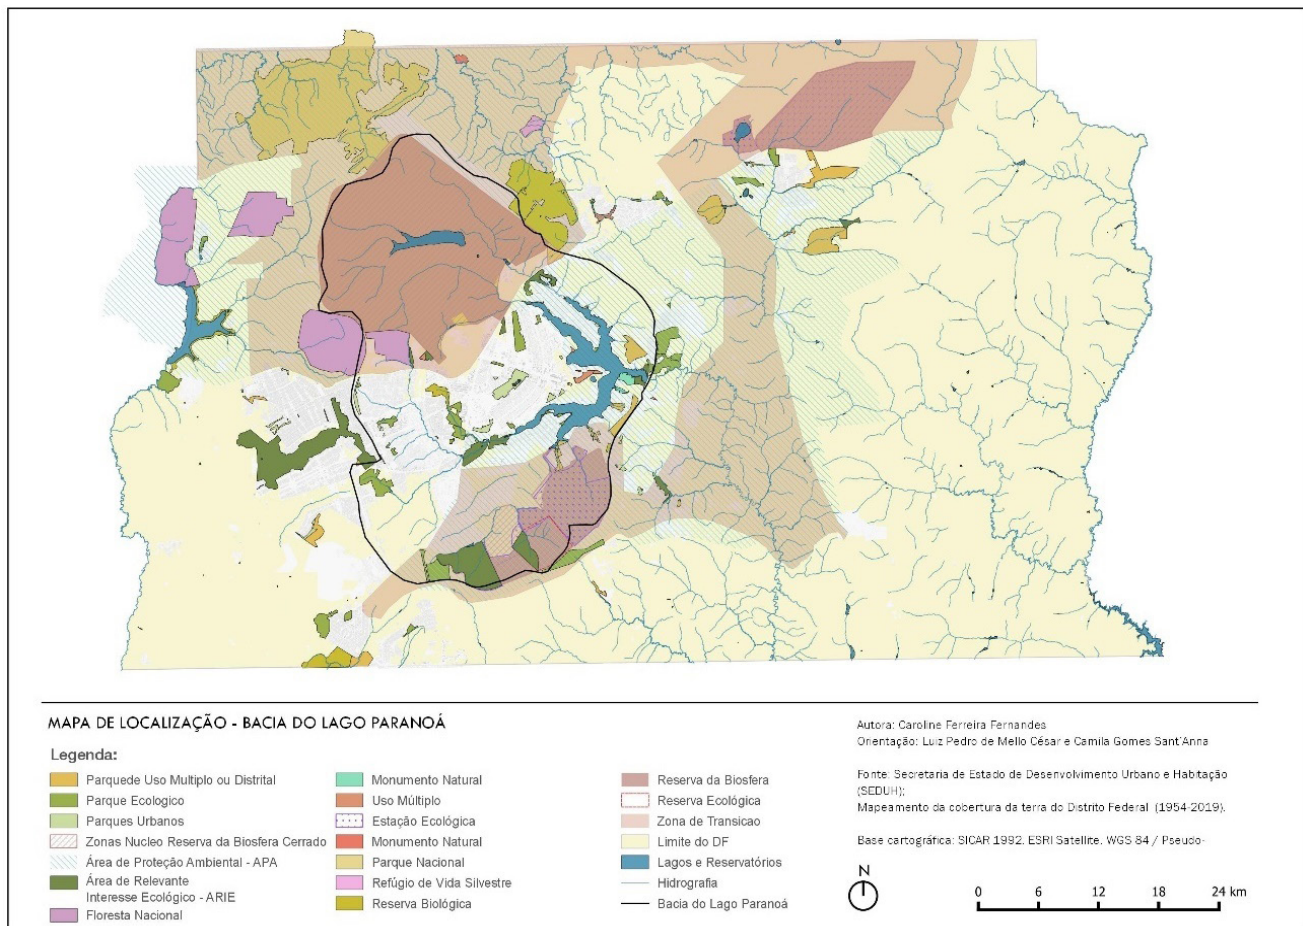 MAPA DE LOCALIZAÇÃO - BACIA DO LAGO PARANOÁ
Legenda:
Parquede Uso Multiplo ou Distrital
Parque Ecologico
Parques Urbanos
Zonas Nucleo Reserva da Biosfera Cerrado
Área de Proteção Ambiental - APA
Área de Relevante
Interesse Ecológico - ARIE
Floresta Nacional
Monumento Natural
Uso Múltiplo
Estação Ecológica
Monumento Natural
Parque Nacional
Refúgio de Vida Silvestre
Reserva Biológica
Reserva da Biosfera
Reserva Ecológica
Zona de Transicao
Limite do DF
Lagos e Reservatórios
Hidrografia
Bacia do Lago Paranoá
Autora: Caroline Ferreira Fernandes
Orientação: Luiz Pedro de Mello César e Camila Gomes Sant'Anna
Fonte: Secretaria de Estado de Desenvolvimento Urbano e Habitação
(SEDUH);
Mapeamento da cobertura da terra do Distrito Federal (1954-2019).
Base cartográfica: SICAR 1992, ESRI Satellite. WGS 84 / Pseudo-
N
0 6 12 18 24 km